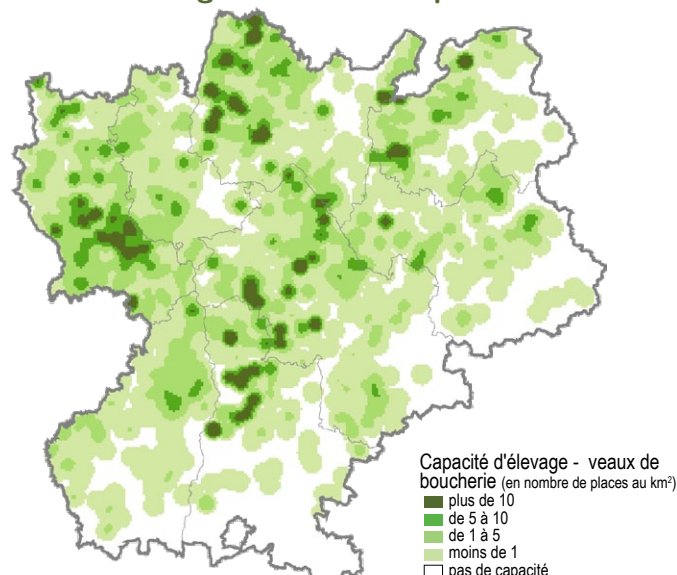 Capacité d'élevage - veaux de
boucherie (en nombre de places au km²)
plus de 10
de 5 à 10
de 1 à 5
moins de 1
pas de capacité